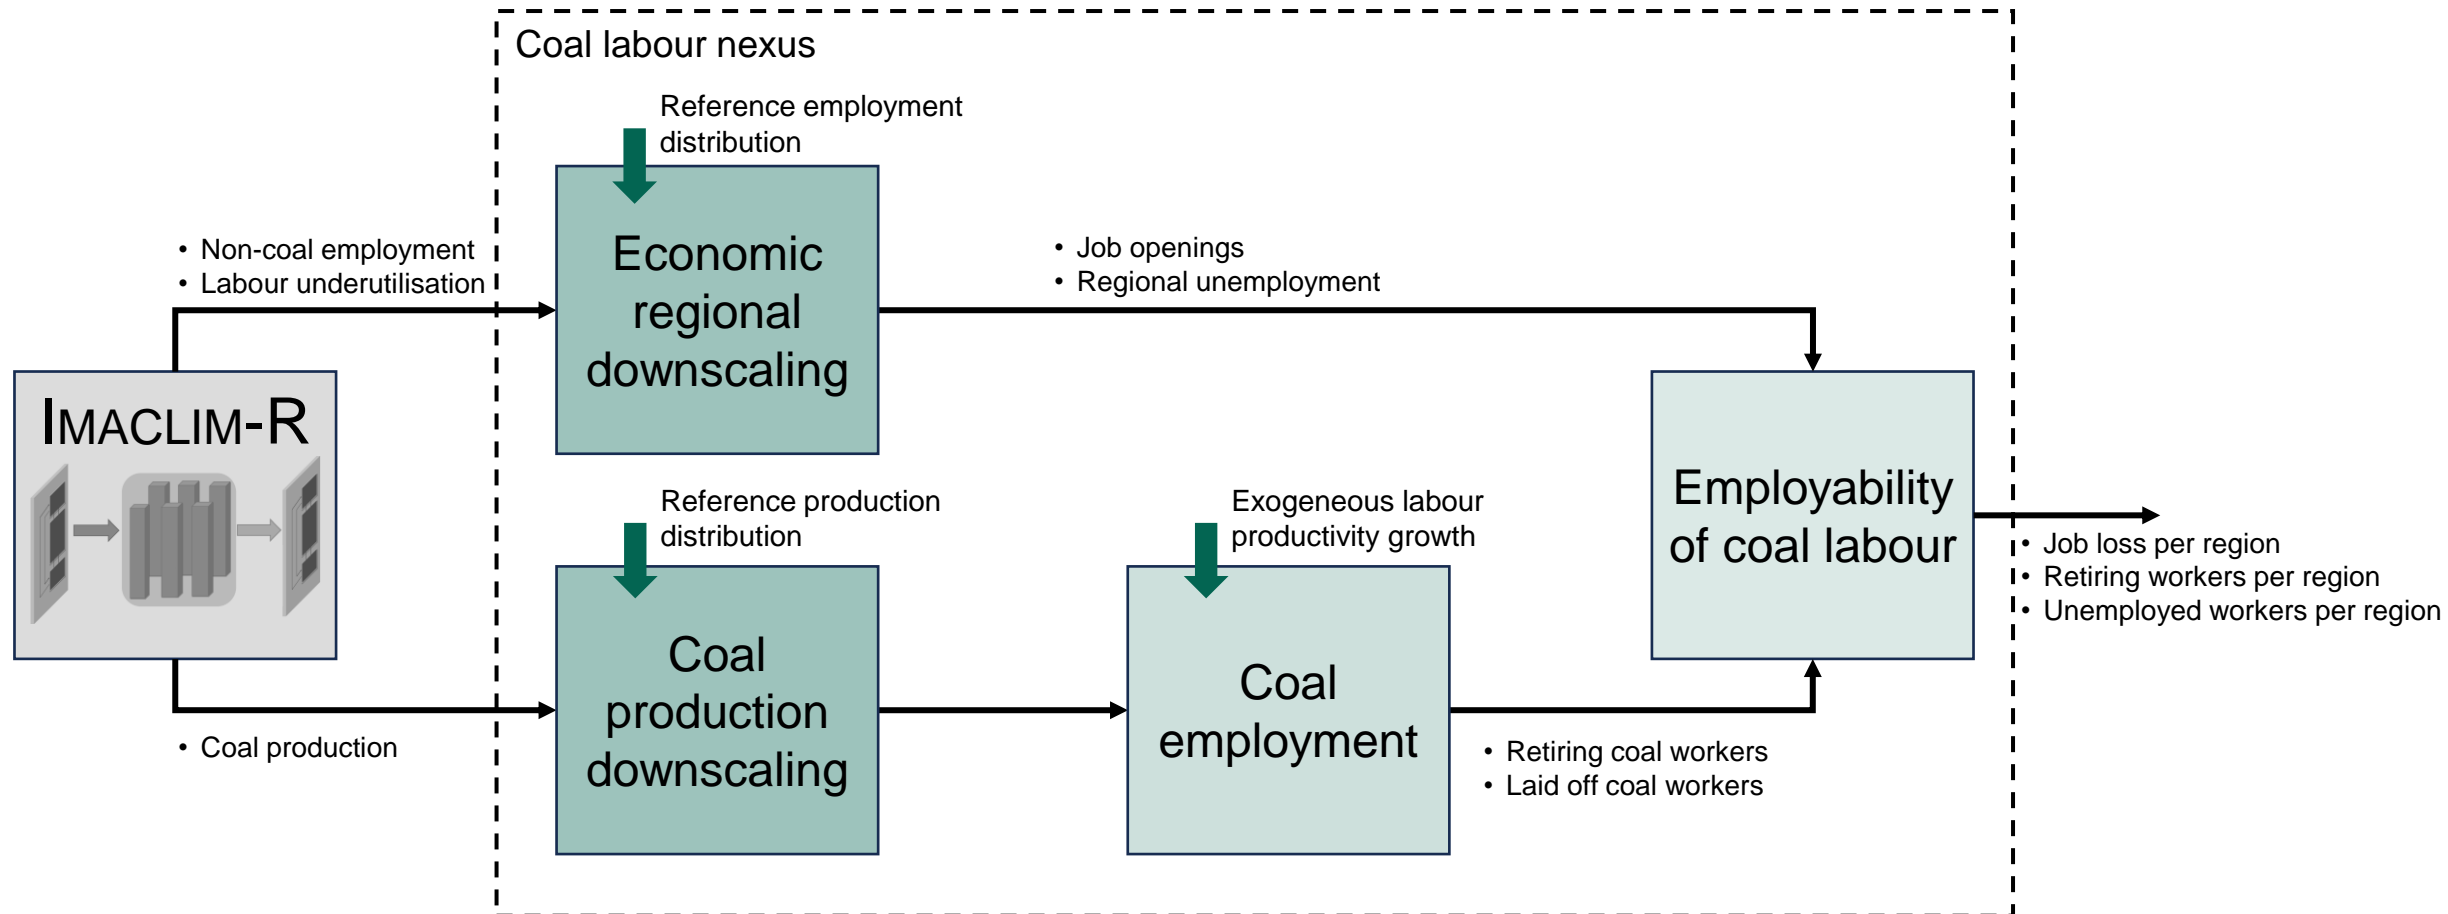 Coal labour nexus
Reference employment
distribution
• Non-coal employment
• Labour underutilisation
Economic
regional
downscaling
• Job openings
• Regional unemployment
IMACLIM-R
Reference production
distribution
Exogeneous labour
productivity growth
Employability
of coal labour
• Job loss per region
• Retiring workers per region
• Unemployed workers per region
• Coal production
Coal
production
downscaling
Coal
employment
• Retiring coal workers
• Laid off coal workers